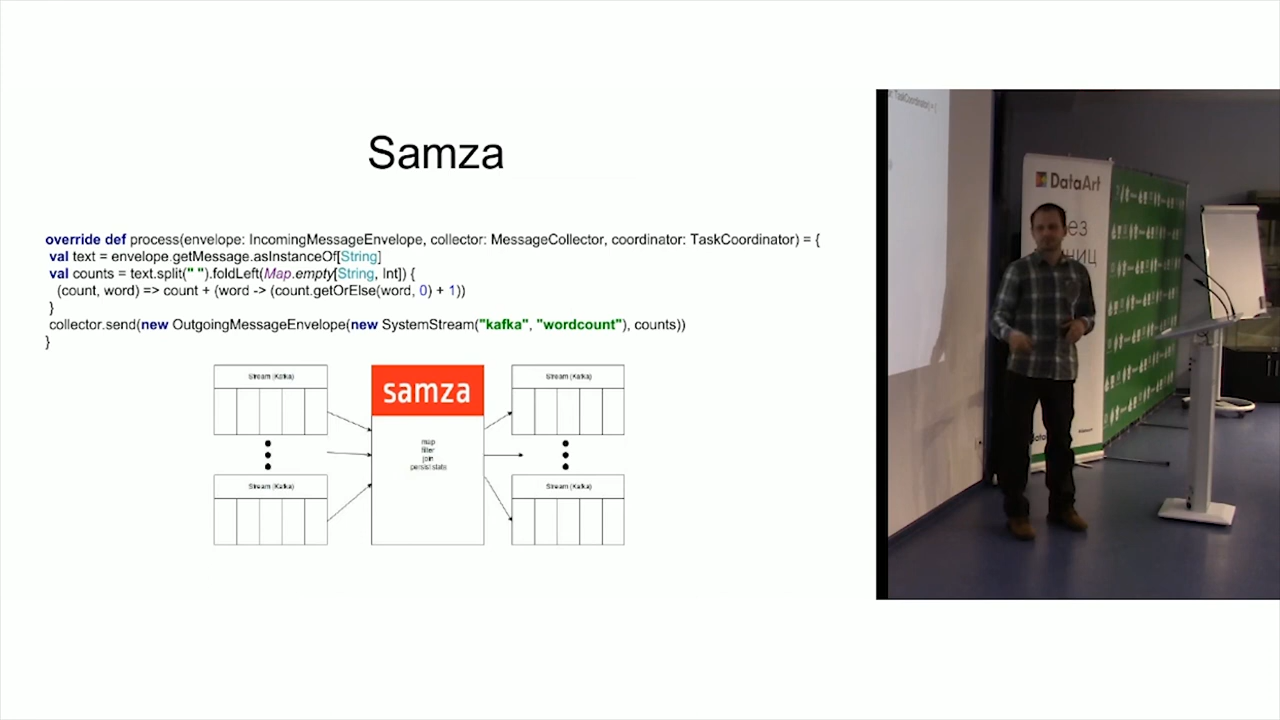 Samza
override def process(envelope: IncomingMessageEnvelope, collector: MessageCollector, coordinator: TaskCoordinator) = {
val text = envelope.getMessage.asInstanceOf[String]
val counts = text.split(" ").foldLeft(Map.empty[String, Int]) {
(count, word) => count + (word -> (count.getOrElse(word, 0) + 1))
}
collector.send(new OutgoingMessageEnvelope(new SystemStream("kafka", "wordcount"), counts))
}
Stream (Kafka)
samza
Stream (Kafka)
map
filter
join
persist state
Stream (Kafka)
Stream (Kafka)
TaskCoordinator) = {
DataArt